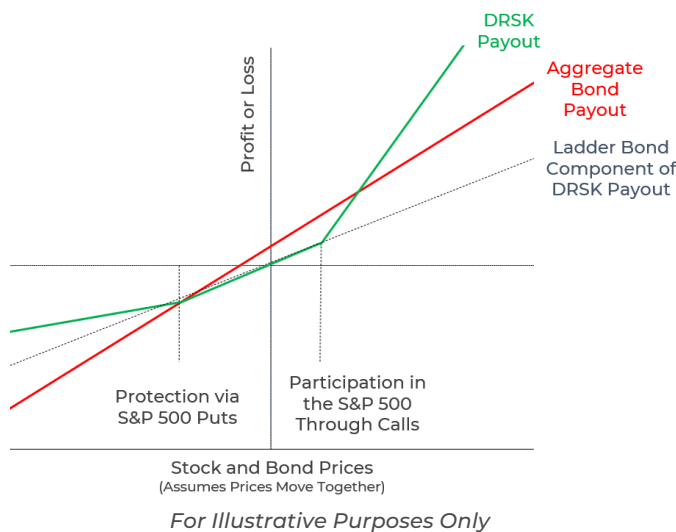 DRSK
Payout
Aggregate
Bond
Payout
Profit or Loss
Ladder Bond
Component of
DRSK Payout
Protection via
S&P 500 Puts
Participation in
the S&P 500
Through Calls
Stock and Bond Prices
(Assumes Prices Move Together)
For Illustrative Purposes Only